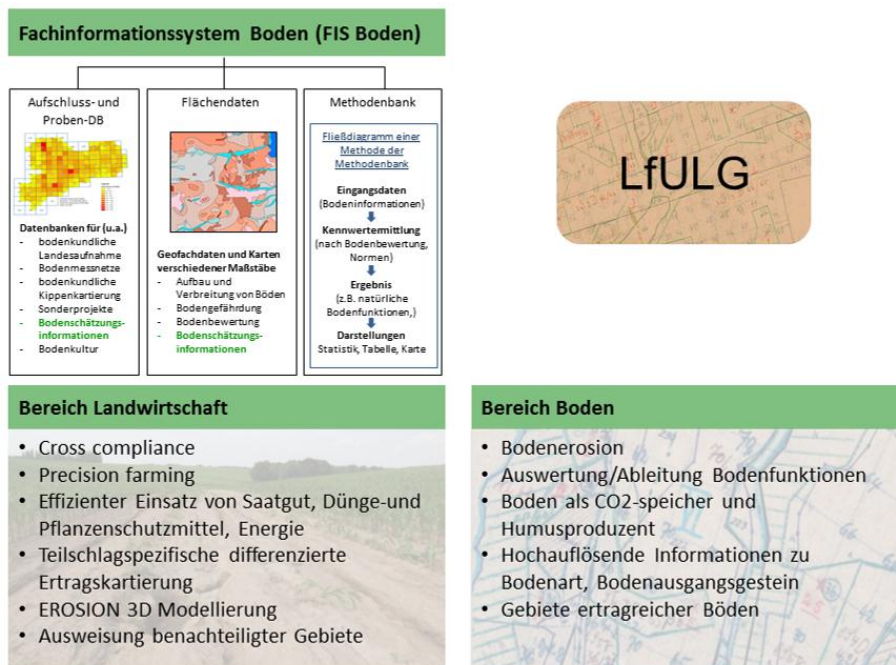 Fachinformationssystem Boden (FIS Boden)
Aufschluss- und
Proben-DB
Datenbanken für (u.a.)
- bodenkundliche
Landesaufnahme
- Bodenmessnetze
- bodenkundliche
Kippenkartierung
- Sonderprojekte
- Bodenschätzungs-
informationen
- Bodenkultur
Flächendaten
Geofachdaten und Karten
verschiedener Maßstäbe
- Aufbau und
Verbreitung von Böden
- Bodengefährdung
- Bodenbewertung
- Bodenschätzungs-
informationen
Methodenbank
Fließdiagramm einer
Methode der
Methodenbank
Eingangsdaten
(Bodeninformationen)
Kennwertermittlung
(nach Bodenbewertung,
Normen)
Ergebnis
(z.B. natürliche
Bodenfunktionen,)
Darstellungen
Statistik, Tabelle, Karte
LfULG
Bereich Landwirtschaft
• Cross compliance
• Precision farming
• Effizienter Einsatz von Saatgut, Dünge-und
Pflanzenschutzmittel, Energie
• Teilschlagspezifische differenzierte
Ertragskartierung
• EROSION 3D Modellierung
• Ausweisung benachteiligter Gebiete
Bereich Boden
• Bodenerosion
• Auswertung/Ableitung Bodenfunktionen
• Boden als CO2-speicher und
Humusproduzent
• Hochauflösende Informationen zu
Bodenart, Bodenausgangsgestein
• Gebiete ertragreicher Böden